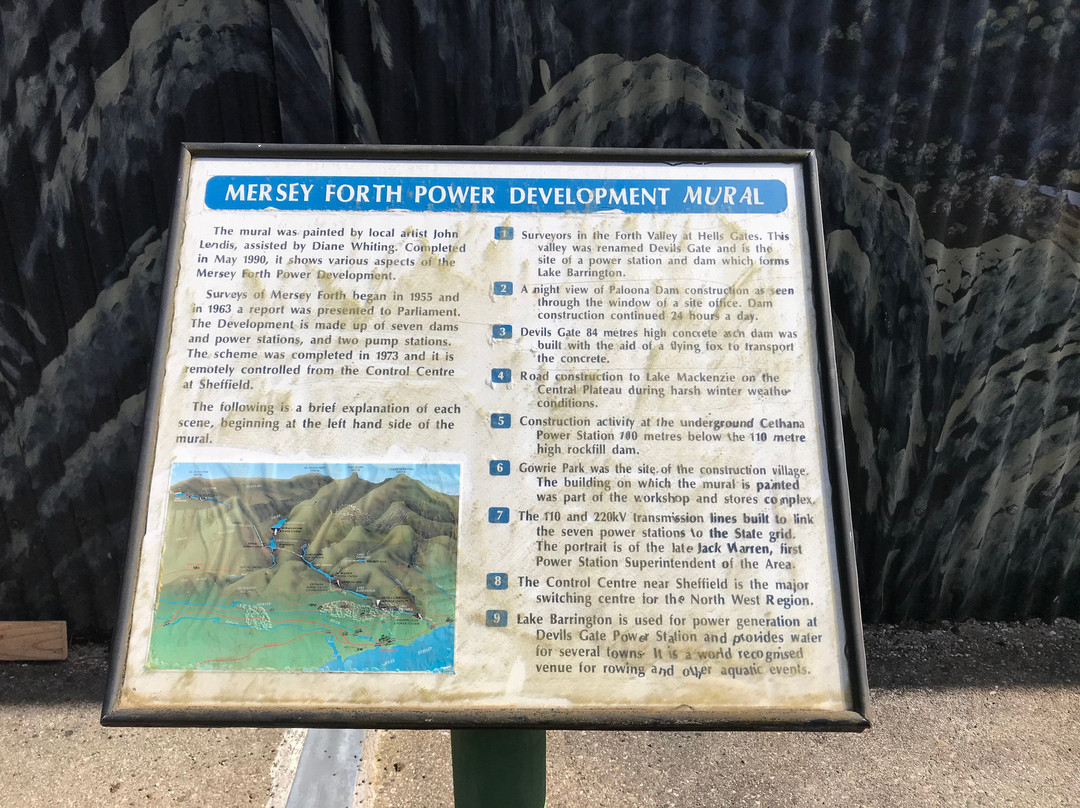 MERSEY FORTH POWER DEVELOPMENT MURAL
The mural was painted by local artist John
Lendis, assisted by Diane Whiting. Completed
in May 1990, it shows various aspects of the
Mersey Forth Power Development.
Surveys of Mersey Forth began in 1955 and
in 1963 a report was presented to Parliament.
The Development is made up of seven dams
and power stations, and two pump stations.
The scheme was completed in 1973 and it is
remotely controlled from the Control Centre
at Sheffield.
The following is a brief explanation of each
scene, beginning at the left hand side of the
mural.
1 Surveyors in the Forth Valley at Hells Gates. This
valley was renamed Devils Gate and is the
site of a power station and dam which forms
Lake Barrington.
2 A night view of Paloona Dam construction as seen
through the window of a site office. Dam
construction continued 24 hours a day.
3 Devils Gate 84 metres high concrete arch dam was
built with the aid of a flying fox to transport
the concrete.
4 Road construction to Lake Mackenzie on the
Central Plateau during harsh winter weather
conditions.
5 Construction activity at the underground Cethana
Power Station 100 metres below the 110 metre
high rockfill dam.
6 Gowrie Park was the site of the construction village.
The building on which the mural is painted
was part of the workshop and stores complex.
7 The 110 and 220kV transmission lines built to link
the seven power stations to the State grid.
The portrait is of the late Jack Warren, first
Power Station Superintendent of the Area.
8 The Control Centre near Sheffield is the major
switching centre for the North West Region.
9 Lake Barrington is used for power generation at
Devils Gate Power Station and provides water
for several towns. It is a world recognised
venue for rowing and other aquatic events.